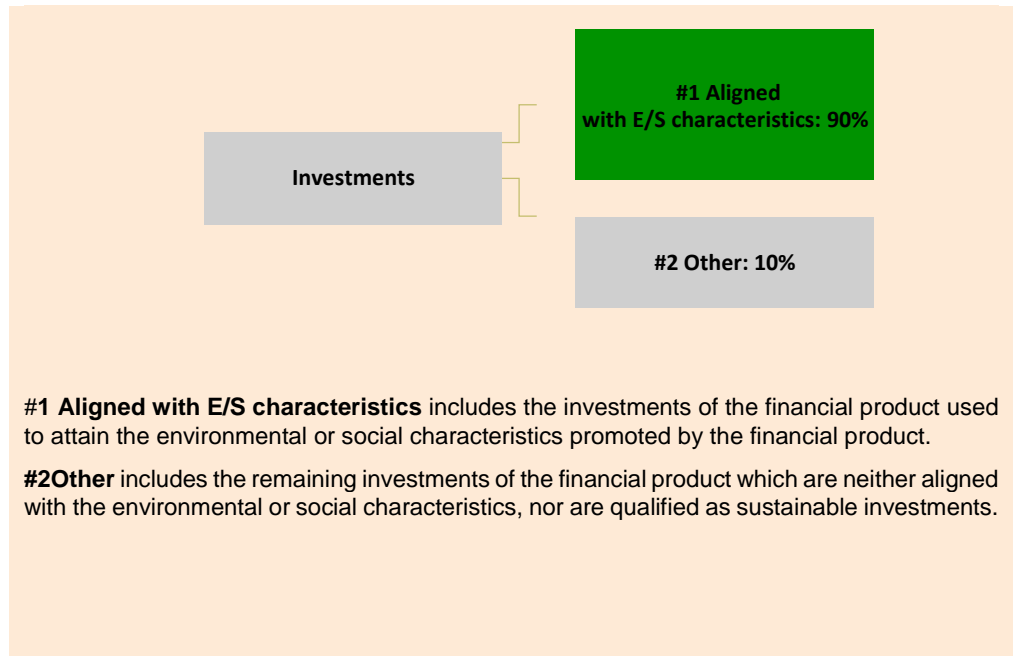 #1 Aligned
with E/S characteristics: 90%
Investments
#2 Other: 10%
#1 Aligned with E/S characteristics includes the investments of the financial product used
to attain the environmental or social characteristics promoted by the financial product.
#2Other includes the remaining investments of the financial product which are neither aligned
with the environmental or social characteristics, nor are qualified as sustainable investments.